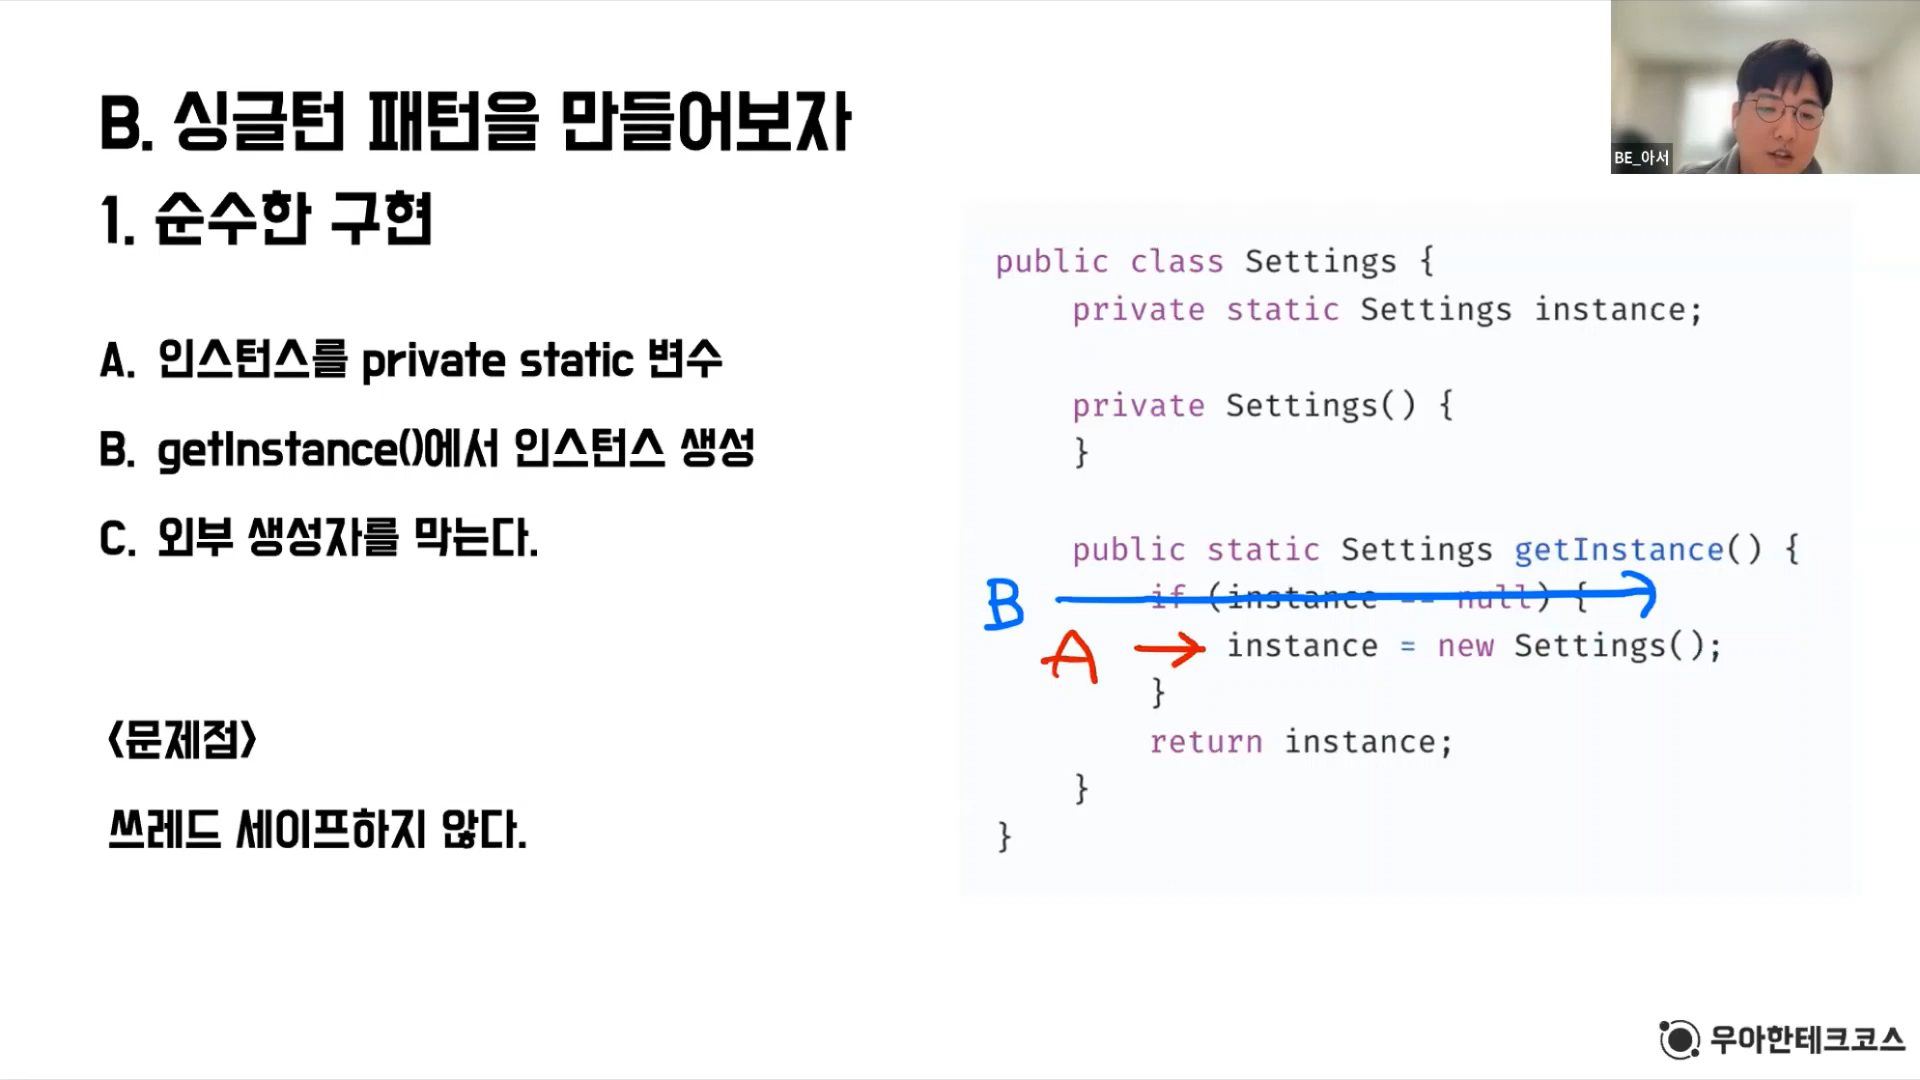 B. 싱글턴 패턴을 만들어보자
1. 순수한 구현
A. 인스턴스를 private static 변수
B. getInstance()에서 인스턴스 생성
C. 외부 생성자를 막는다.
<문제점>
쓰레드 세이프하지 않다.
BE_아서
public class Settings {
private static Settings instance;
private Settings() {
}
public static Settings getInstance() {
B if (instance == null) {
A instance = new Settings();
}
return instance;
}
}
우아한테크코스